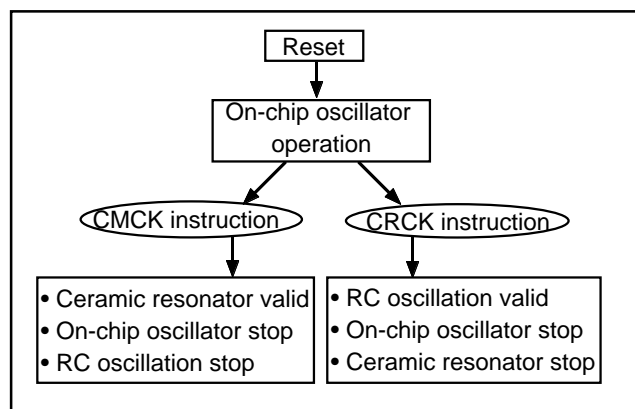 Reset
On-chip oscillator
operation
CMCK instruction
CRCK instruction
• Ceramic resonator valid
• On-chip oscillator stop
• RC oscillation stop
• RC oscillation valid
• On-chip oscillator stop
• Ceramic resonator stop